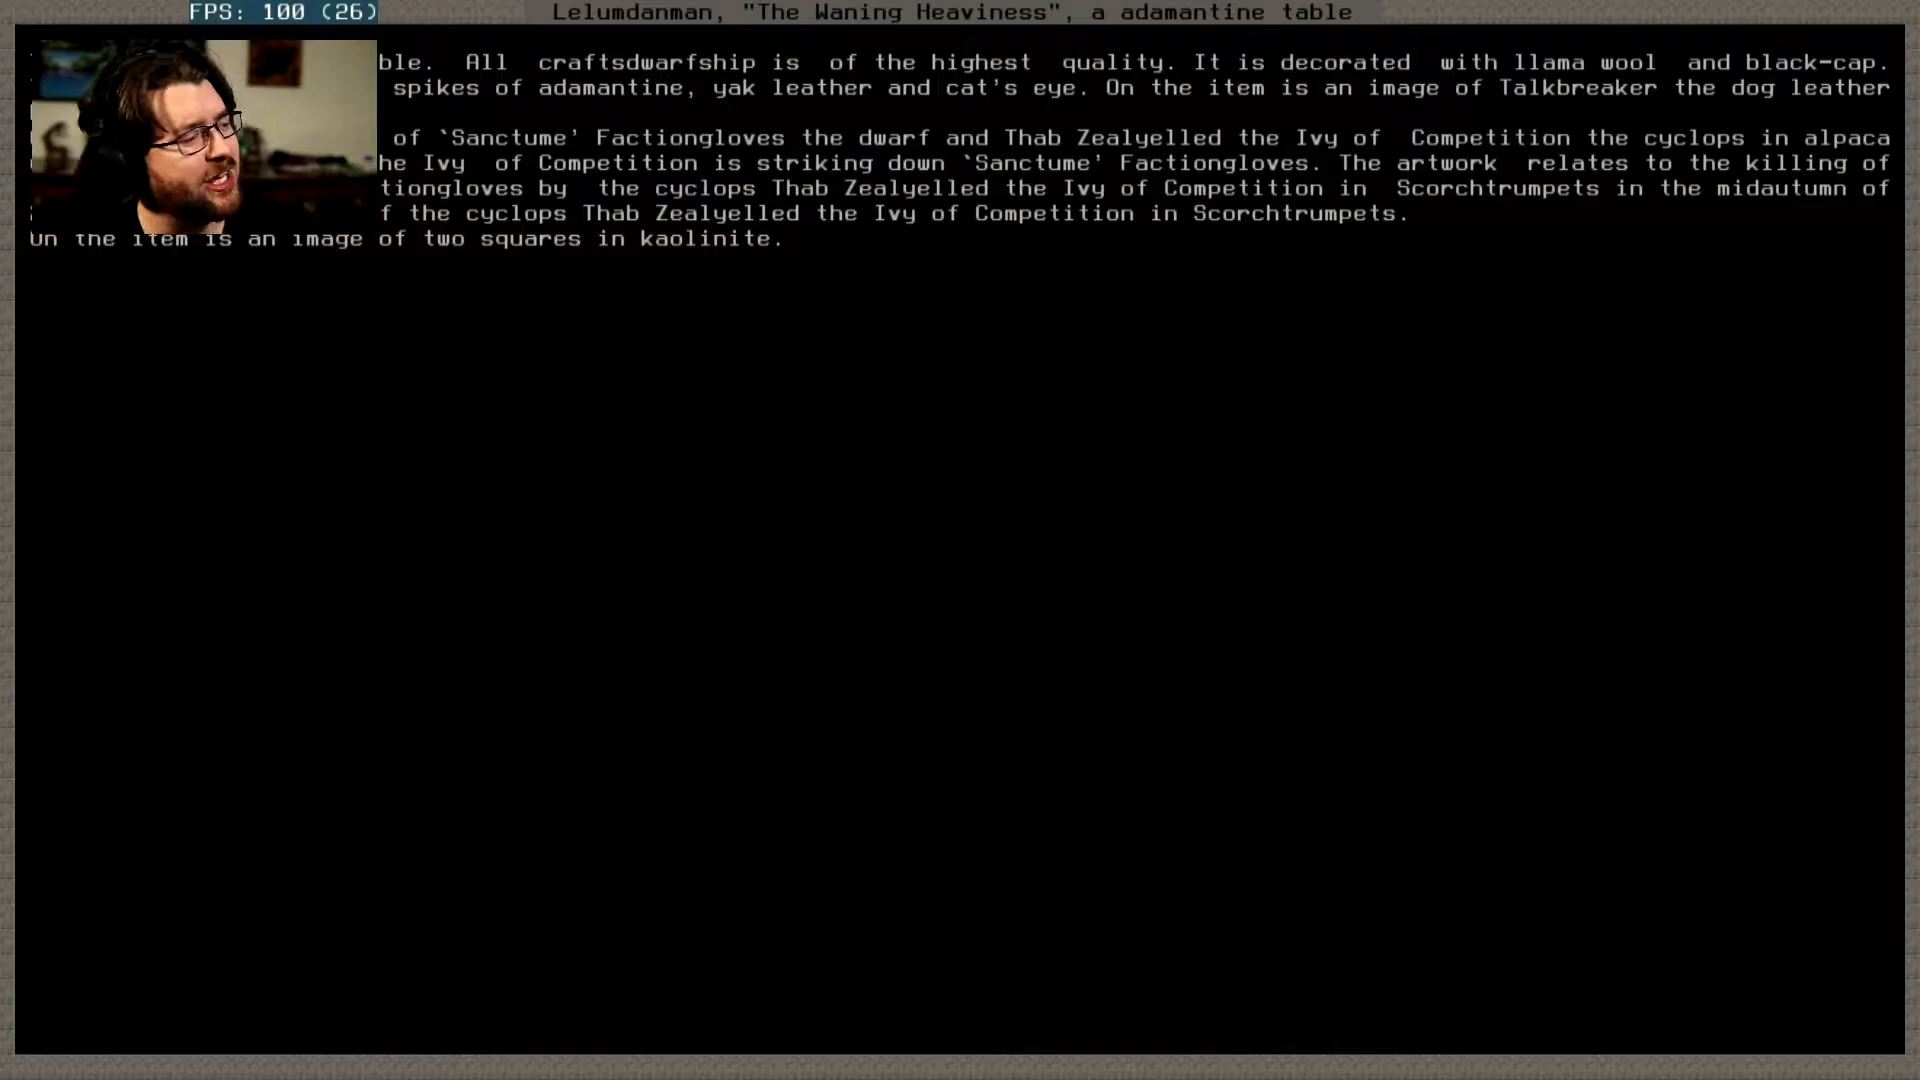 FPS: 100 (26)
Lelumdanman, "The Waning Heaviness", a adamantine table
ble. All craftsdwarfship is of the highest quality. It is decorated with llama wool and black-cap.
spikes of adamantine, yak leather and cat's eye. On the item is an image of Talkbreaker the dog leather
of `Sanctume' Factiongloves the dwarf and Thab Zealyelled the Ivy of Competition the cyclops in alpaca
he Ivy of Competition is striking down `Sanctume' Factiongloves. The artwork relates to the killing of
tiongloves by the cyclops Thab Zealyelled the Ivy of Competition in Scorchtrumpets in the midautumn of
f the cyclops Thab Zealyelled the Ivy of Competition in Scorchtrumpets.
On the item is an image of two squares in kaolinite.